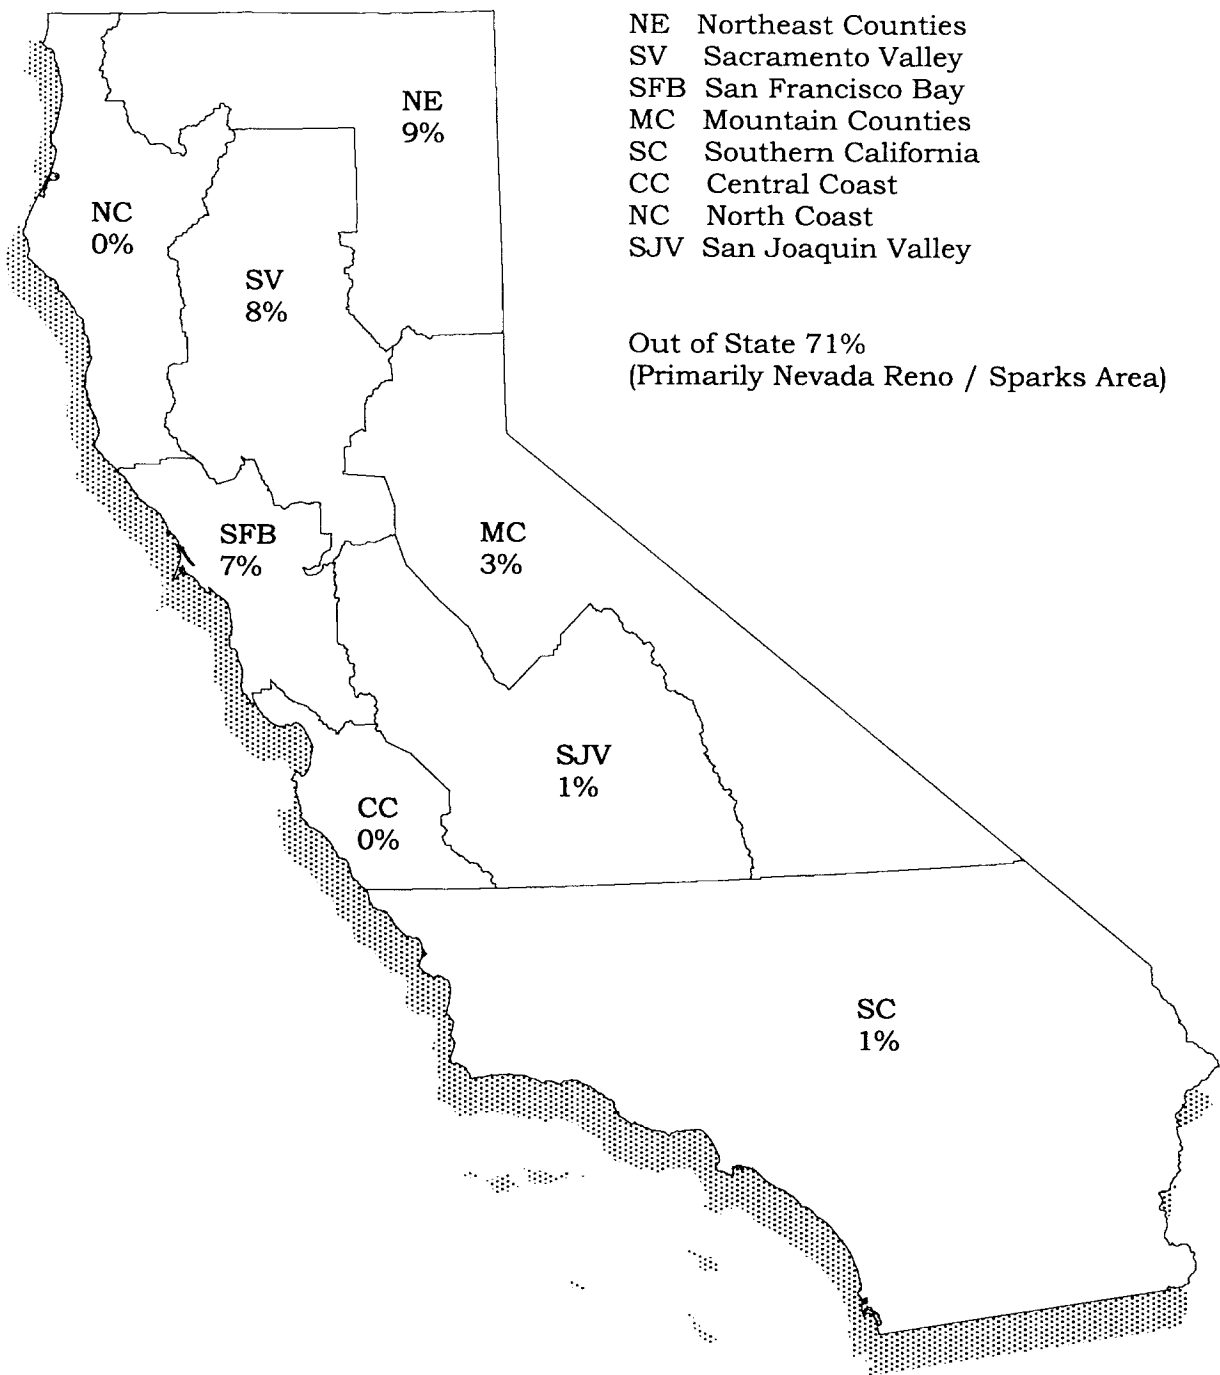 NE Northeast Counties
SV Sacramento Valley
SFB San Francisco Bay
MC Mountain Counties
SC Southern California
CC Central Coast
NC North Coast
SJV San Joaquin Valley
Out of State 71%
(Primarily Nevada Reno / Sparks Area)
NE
9%
NC
0%
SV
8%
SFB
7%
MC
3%
SJV
1%
CC
0%
SC
1%